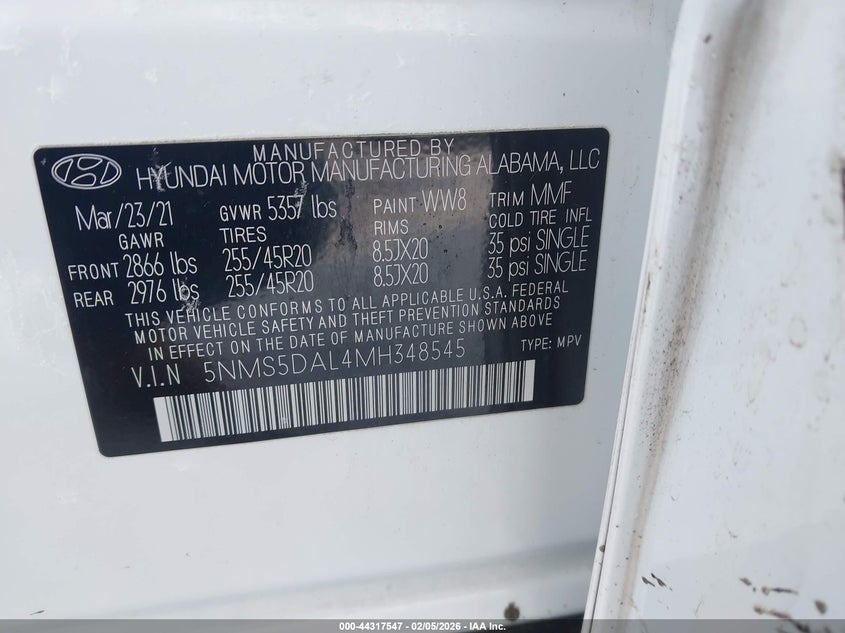 MANUFACTURED BY
HYUNDAI MOTOR MANUFACTURING ALABAMA, LLC
Mar/23/21 GVWR 5357 lbs PAINT WW8 TRIM MMF
GAWR TIRES RIMS COLD TIRE INFL
FRONT 2866 lbs 255/45R20 8.5JX20 35 psi SINGLE
REAR 2976 lbs 255/45R20 8.5JX20 35 psi SINGLE
THIS VEHICLE CONFORMS TO ALL APPLICABLE U.S.A. FEDERAL
MOTOR VEHICLE SAFETY AND THEFT PREVENTION STANDARDS
IN EFFECT ON THE DATE OF MANUFACTURE SHOWN ABOVE
V.I.N 5NMS5DAL4MH348545 TYPE: MPV
000-44317547 - 02/05/2026 - IAA Inc.